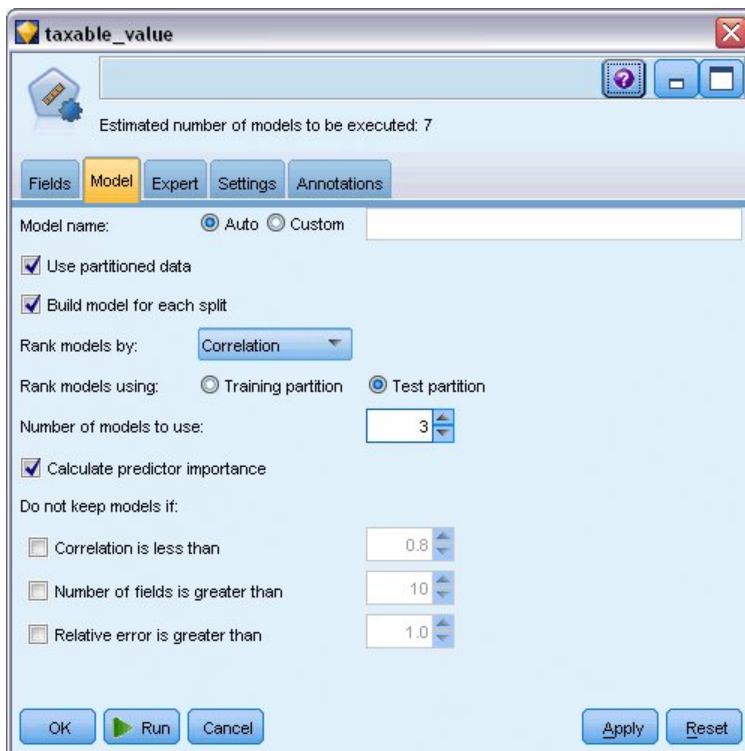 taxable_value
?
Estimated number of models to be executed: 7
Fields Model Expert Settings Annotations
Model name: Auto Custom
Use partitioned data
Build model for each split
Rank models by: Correlation
Rank models using: Training partition Test partition
Number of models to use: 3
Calculate predictor importance
Do not keep models if:
Correlation is less than 0.8
Number of fields is greater than 10
Relative error is greater than 1.0
OK Run Cancel Apply Reset